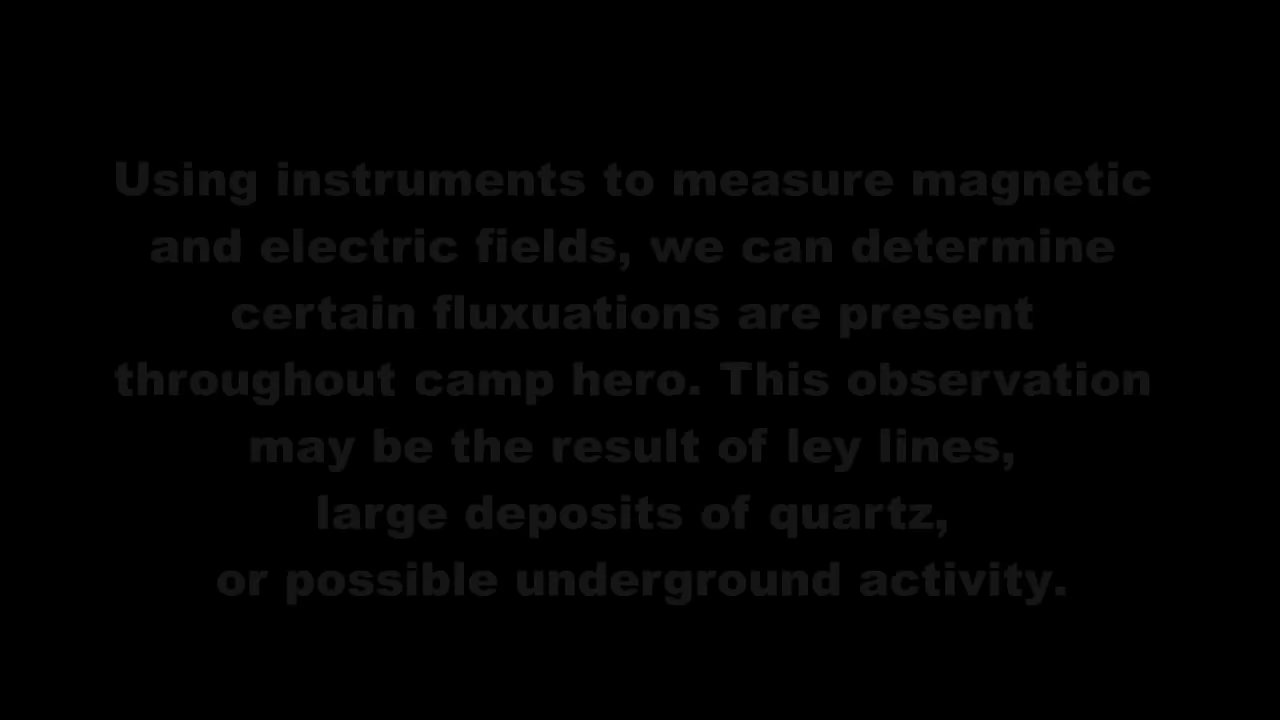 Using instruments to measure magnetic
and electric fields, we can determine
certain fluxuations are present
throughout camp hero. This observation
may be the result of ley lines,
large deposits of quartz,
or possible underground activity.